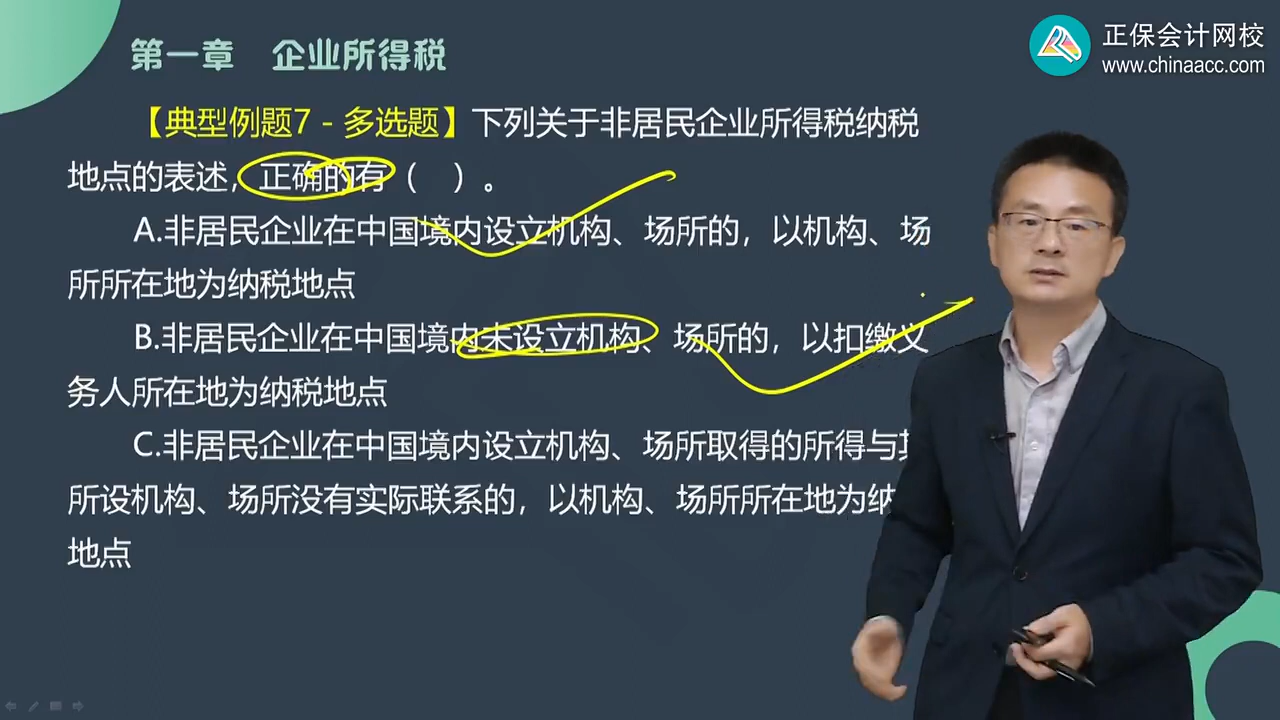 第一章 企业所得税
正保会计网校
www.chinaacc.com
【典型例题7-多选题】下列关于非居民企业所得税纳税
地点的表述，正确的有（ ）。
A.非居民企业在中国境内设立机构、场所的，以机构、场
所所在地为纳税地点
B.非居民企业在中国境内未设立机构、场所的，以扣缴义
务人所在地为纳税地点
C.非居民企业在中国境内设立机构、场所取得的所得与
所设机构、场所没有实际联系的，以机构、场所所在地为纳
地点